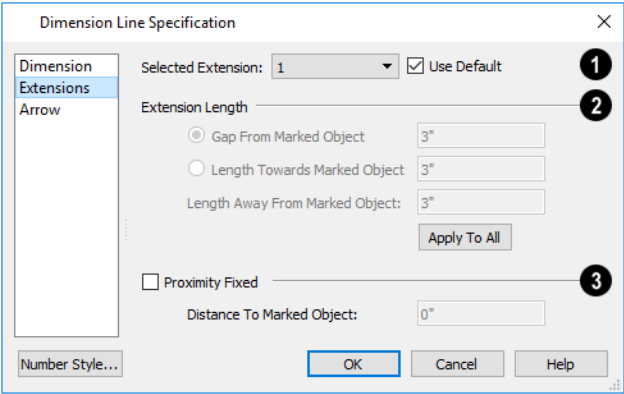 Dimension Line Specification
Dimension
Extensions
Arrow
Selected Extension: 1 Use Default 1
Extension Length 2
Gap From Marked Object 3"
Length Towards Marked Object 3"
Length Away From Marked Object: 3"
Apply To All
Proximity Fixed 3
Distance To Marked Object: 0"
Number Style... OK Cancel Help